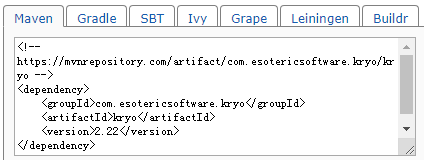 Maven Gradle SBT Ivy Grape Leiningen Buildr
<!--
https://mvnrepository.com/artifact/com.esotericsoftware.kryo/kr
yo -->
<dependency>
    <groupId>com.esotericsoftware.kryo</groupId>
    <artifactId>kryo</artifactId>
    <version>2.22</version>
</dependency>